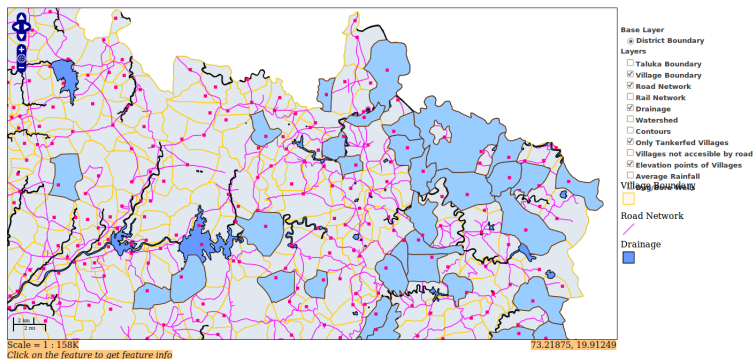 Base Layer
District Boundary
Layers
Taluka Boundary
Village Boundary
Road Network
Rail Network
Drainage
Watershed
Contours
Only Tankerfed Villages
Villages not accesible by road
Elevation points of Villages
Average Rainfall
Village Boundary
Road Network
Drainage
2 km
2 mi
Scale = 1 : 158K
73.21875, 19.91249
Click on the feature to get feature info